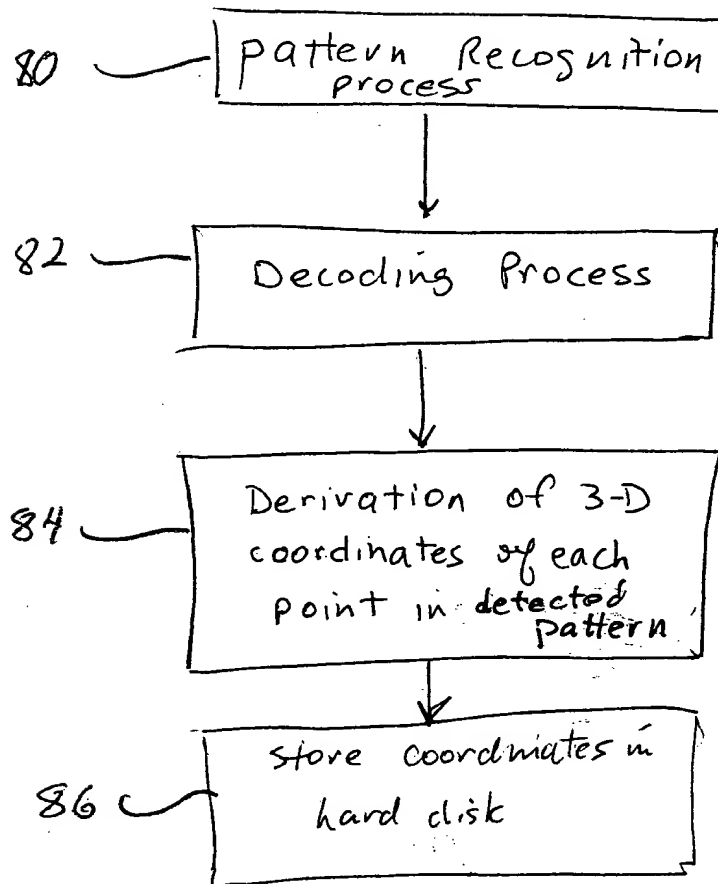 80
pattern Recognition
process
82
Decoding Process
84
Derivation of 3-D
coordinates of each
point in detected
pattern
86
store coordinates in
hard disk